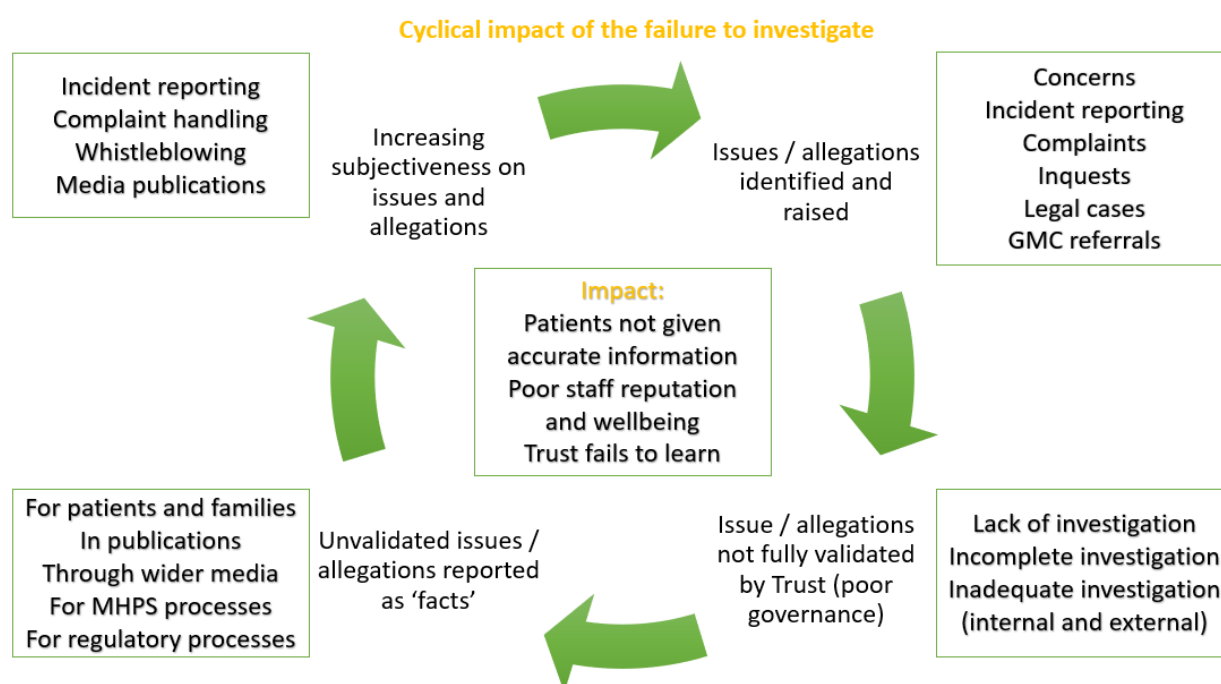 Cyclical impact of the failure to investigate
Incident reporting
Complaint handling
Whistleblowing
Media publications
Increasing
subjectiveness on
issues and
allegations
Issues / allegations
identified and
raised
Concerns
Incident reporting
Complaints
Inquests
Legal cases
GMC referrals
Impact:
Patients not given
accurate information
Poor staff reputation
and wellbeing
Trust fails to learn
For patients and families
In publications
Through wider media
For MHPS processes
For regulatory processes
Unvalidated issues /
allegations reported
as ‘facts’
Issue / allegations
not fully validated
by Trust (poor
governance)
Lack of investigation
Incomplete investigation
Inadequate investigation
(internal and external)